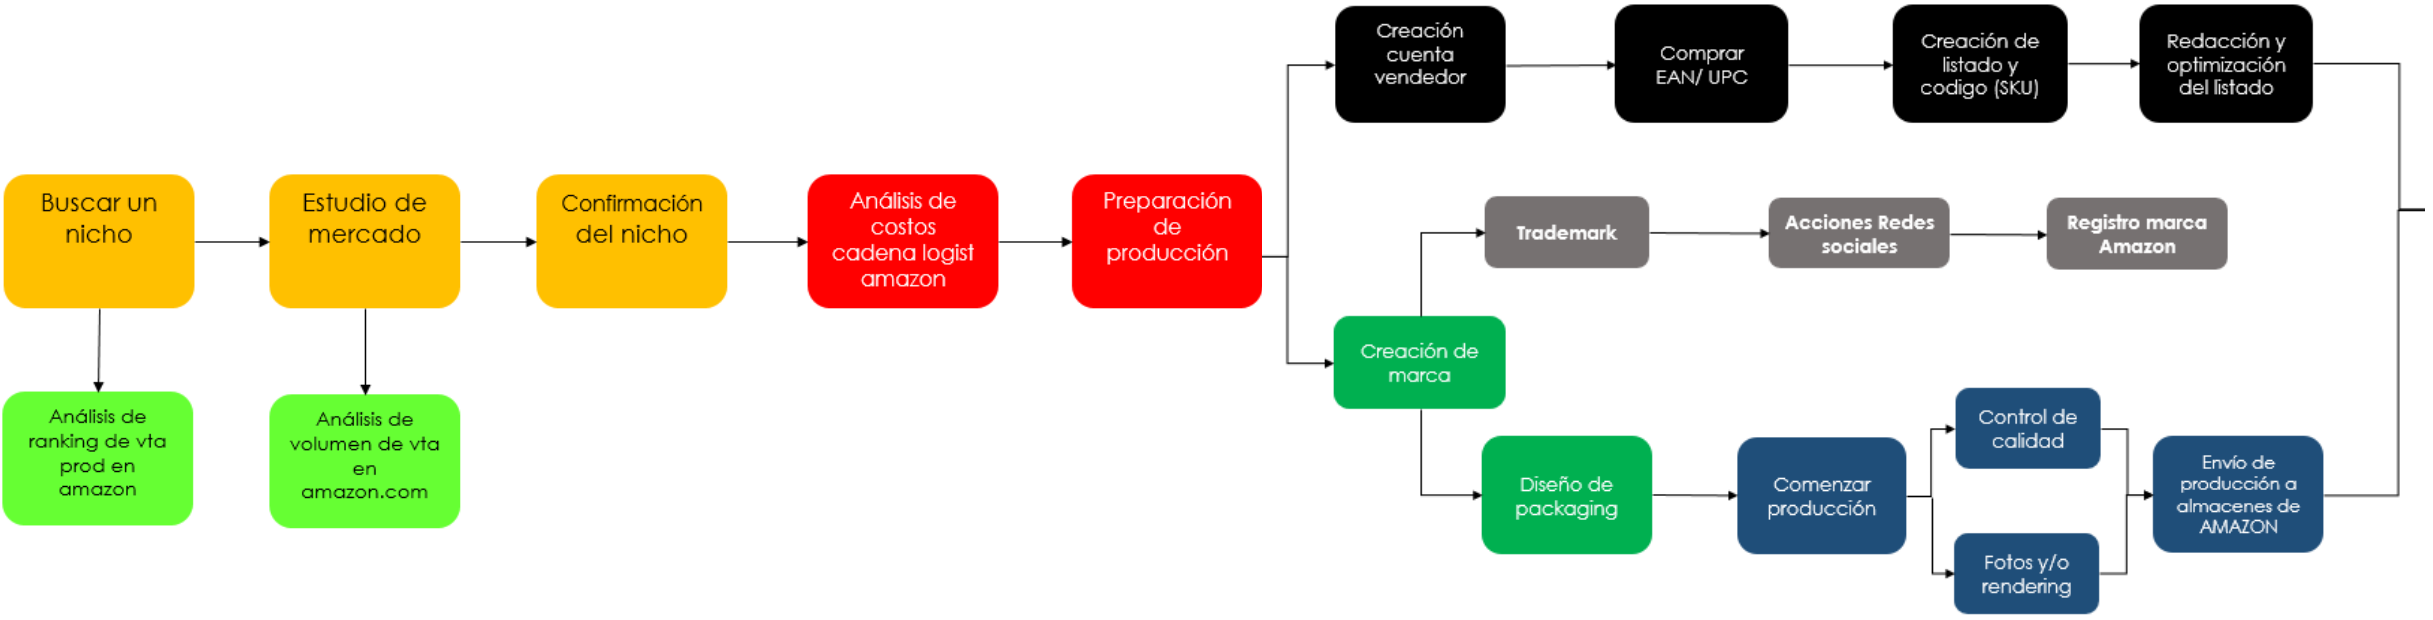 Creación
cuenta
vendedor
Comprar
EAN/ UPC
Creación de
listado y
codigo (SKU)
Redacción y
optimización
del listado
Buscar un
nicho
Estudio de
mercado
Confirmación
del nicho
Análisis de
costos
cadena logist
amazon
Preparación
de
producción
Trademark
Acciones Redes
sociales
Registro marca
Amazon
Creación de
marca
Análisis de
ranking de vta
prod en
amazon
Análisis de
volumen de vta
en
amazon.com
Diseño de
packaging
Comenzar
producción
Control de
calidad
Fotos y/o
rendering
Envío de
producción a
almacenes de
AMAZON